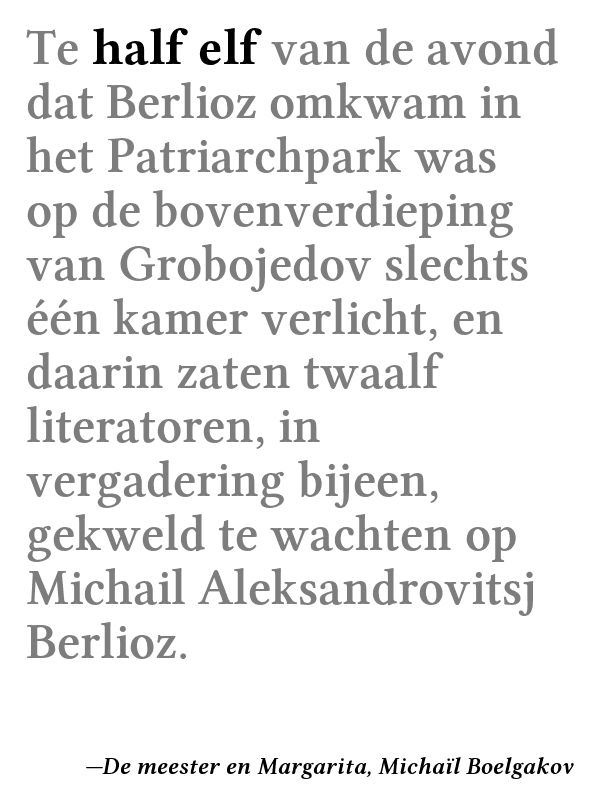 Te half elf van de avond
dat Berlioz omkwam in
het Patriarchpark was
op de bovenverdieping
van Grobojedov slechts
één kamer verlicht, en
daarin zaten twaalf
literatoren, in
vergadering bijeen,
gekweld te wachten op
Michail Aleksandrovitsj
Berlioz.
—De meester en Margarita, Michaïl Boelgakov